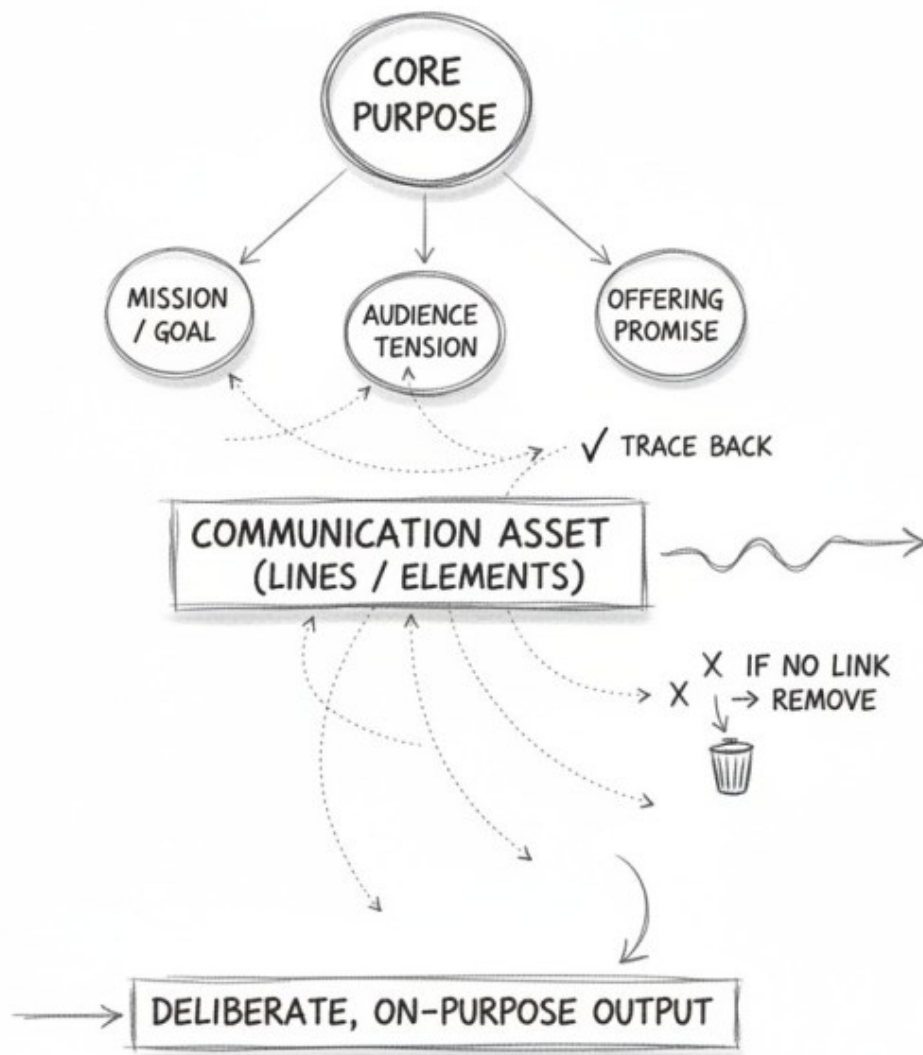 CORE
PURPOSE
MISSION
/ GOAL
AUDIENCE
TENSION
OFFERING
PROMISE
✓ TRACE BACK
COMMUNICATION ASSET
(LINES / ELEMENTS)
X IF NO LINK
X → REMOVE
DELIBERATE, ON-PURPOSE OUTPUT